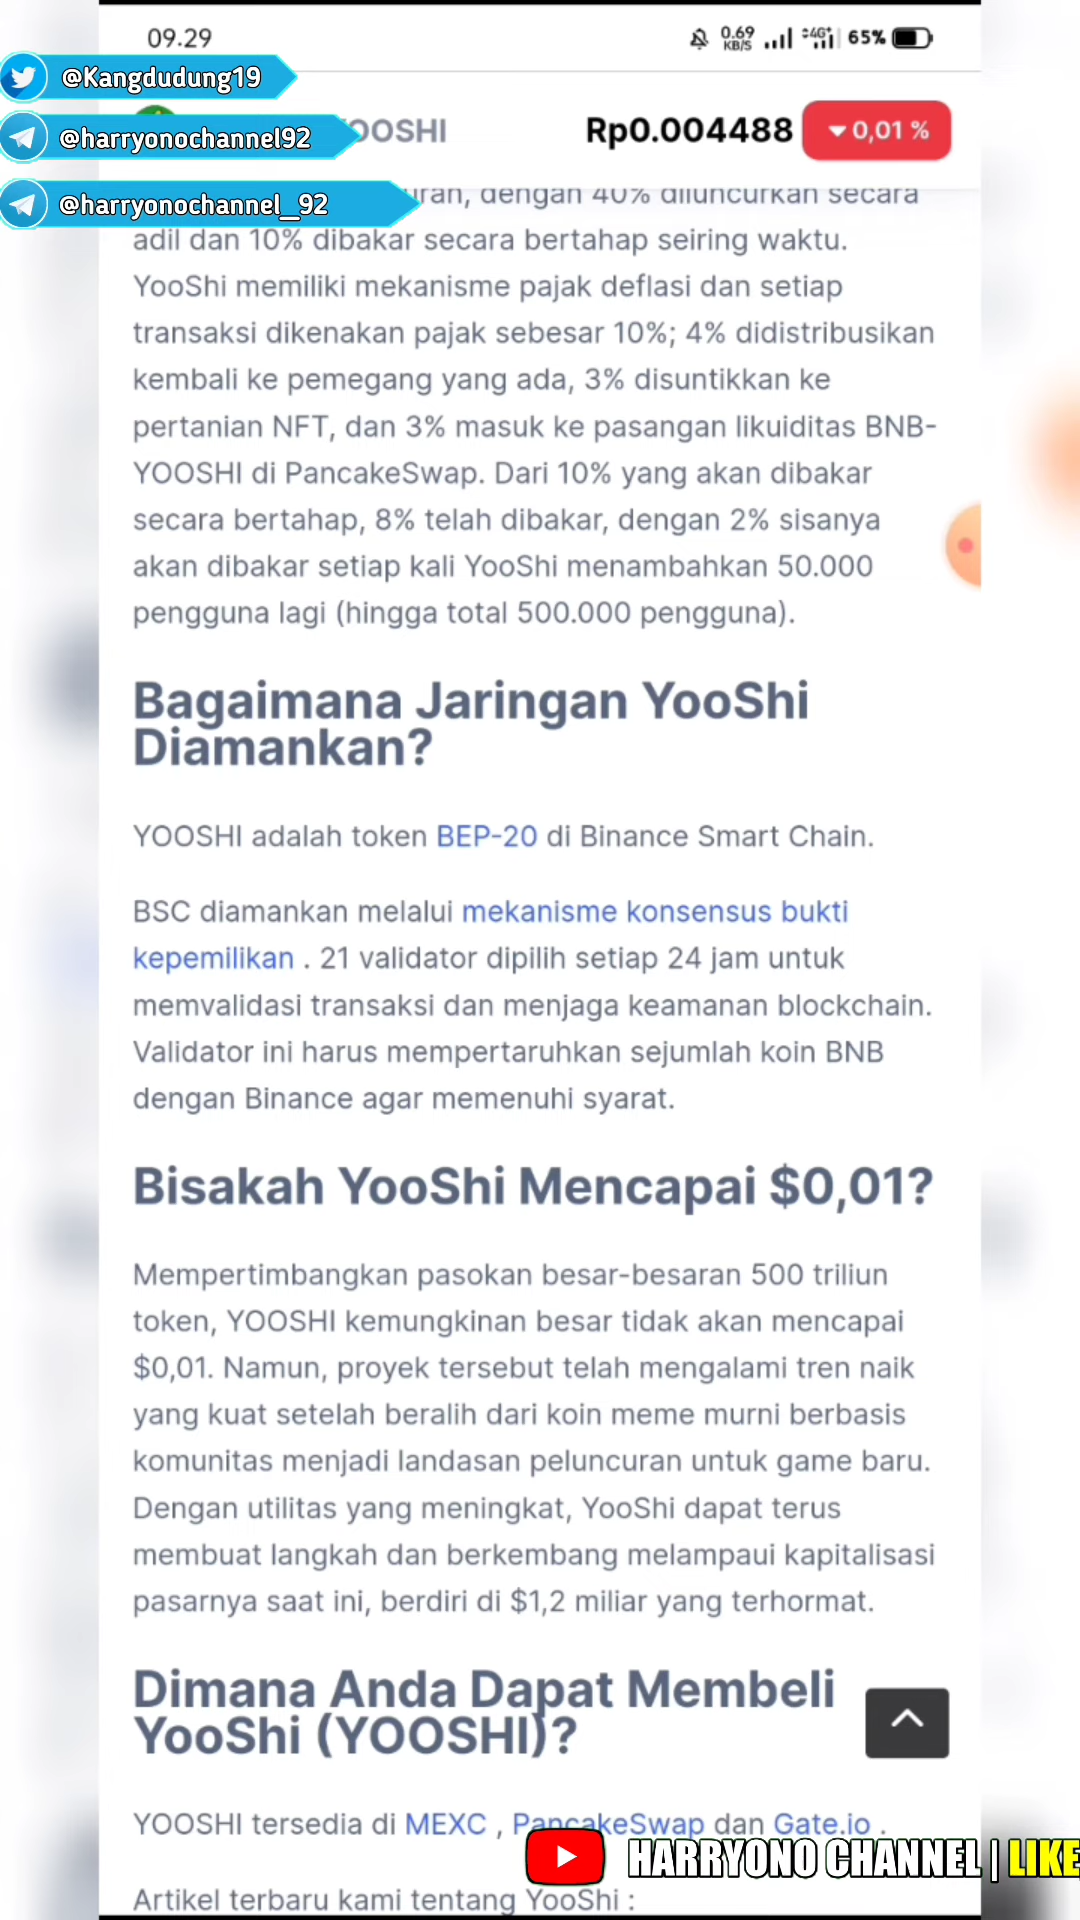 09.29
0.69
KB/S
4G+
65%
@Kangdudung19
OOSHI
Rp0.004488
0,01 %
@harryonochannel92
dengan 40% diluncurkan secara
@harryonochannel_92
adil dan 10% dibakar secara bertahap seiring waktu.
YooShi memiliki mekanisme pajak deflasi dan setiap
transaksi dikenakan pajak sebesar 10%; 4% didistribusikan
kembali ke pemegang yang ada, 3% disuntikkan ke
pertanian NFT, dan 3% masuk ke pasangan likuiditas BNB-
YOOSHI di PancakeSwap. Dari 10% yang akan dibakar
secara bertahap, 8% telah dibakar, dengan 2% sisanya
akan dibakar setiap kali YooShi menambahkan 50.000
pengguna lagi (hingga total 500.000 pengguna).
Bagaimana Jaringan YooShi
Diamankan?
YOOSHI adalah token BEP-20 di Binance Smart Chain.
BSC diamankan melalui mekanisme konsensus bukti
kepemilikan . 21 validator dipilih setiap 24 jam untuk
memvalidasi transaksi dan menjaga keamanan blockchain.
Validator ini harus mempertaruhkan sejumlah koin BNB
dengan Binance agar memenuhi syarat.
Bisakah YooShi Mencapai $0,01?
Mempertimbangkan pasokan besar-besaran 500 triliun
token, YOOSHI kemungkinan besar tidak akan mencapai
$0,01. Namun, proyek tersebut telah mengalami tren naik
yang kuat setelah beralih dari koin meme murni berbasis
komunitas menjadi landasan peluncuran untuk game baru.
Dengan utilitas yang meningkat, YooShi dapat terus
membuat langkah dan berkembang melampaui kapitalisasi
pasarnya saat ini, berdiri di $1,2 miliar yang terhormat.
Dimana Anda Dapat Membeli
YooShi (YOOSHI)?
YOOSHI tersedia di MEXC , PancakeSwap dan Gate.io .
HARRYONO CHANNEL | LIKE
Artikel terbaru kami tentang YooShi :